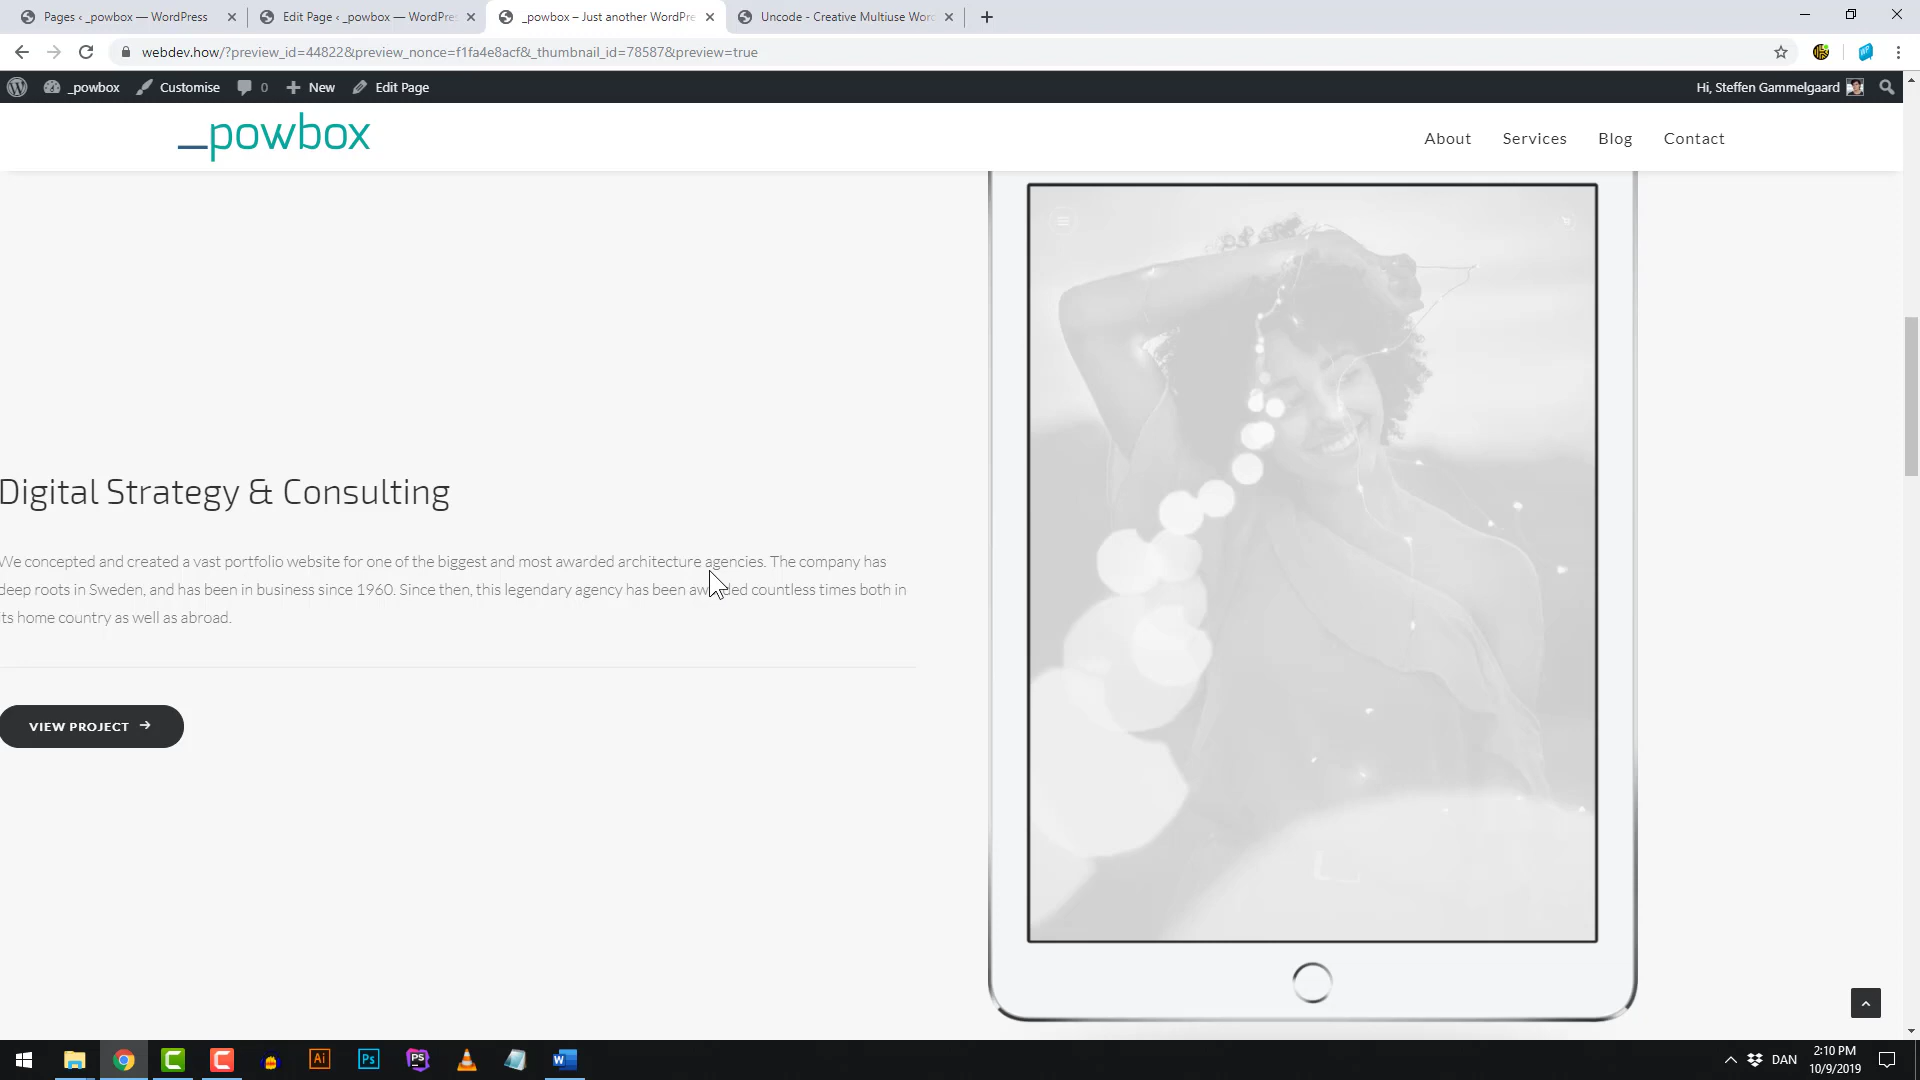 Pages ‹ _powbox — WordPress
Edit Page ‹ _powbox — WordPre
_powbox – Just another WordPre
Uncode - Creative Multiuse Wor
webdev.how/?preview_id=44822&preview_nonce=f1fa4e8acf&_thumbnail_id=78587&preview=true
_powbox
Customise
0
New
Edit Page
Hi, Steffen Gammelgaard
_powbox
About
Services
Blog
Contact
Digital Strategy & Consulting
We concepted and created a vast portfolio website for one of the biggest and most awarded architecture agencies. The company has
deep roots in Sweden, and has been in business since 1960. Since then, this legendary agency has been awarded countless times both in
its home country as well as abroad.
VIEW PROJECT
Ai
Ps
PS
W
DAN
2:10 PM
10/9/2019